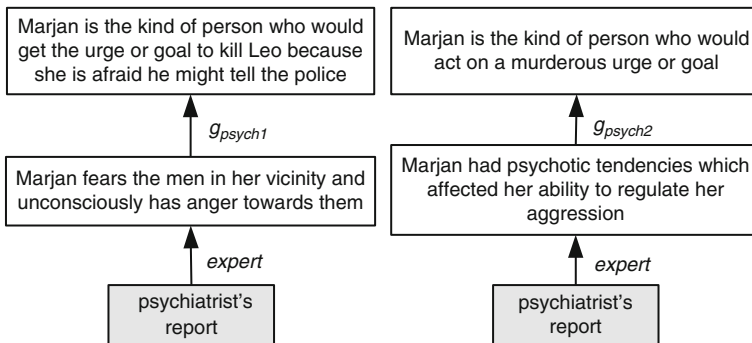 Marjan is the kind of person who would
get the urge or goal to kill Leo because
she is afraid he might tell the police
g_psych1
Marjan fears the men in her vicinity and
unconsciously has anger towards them
expert
psychiatrist's
report
Marjan is the kind of person who would
act on a murderous urge or goal
g_psych2
Marjan had psychotic tendencies which
affected her ability to regulate her
aggression
expert
psychiatrist's
report